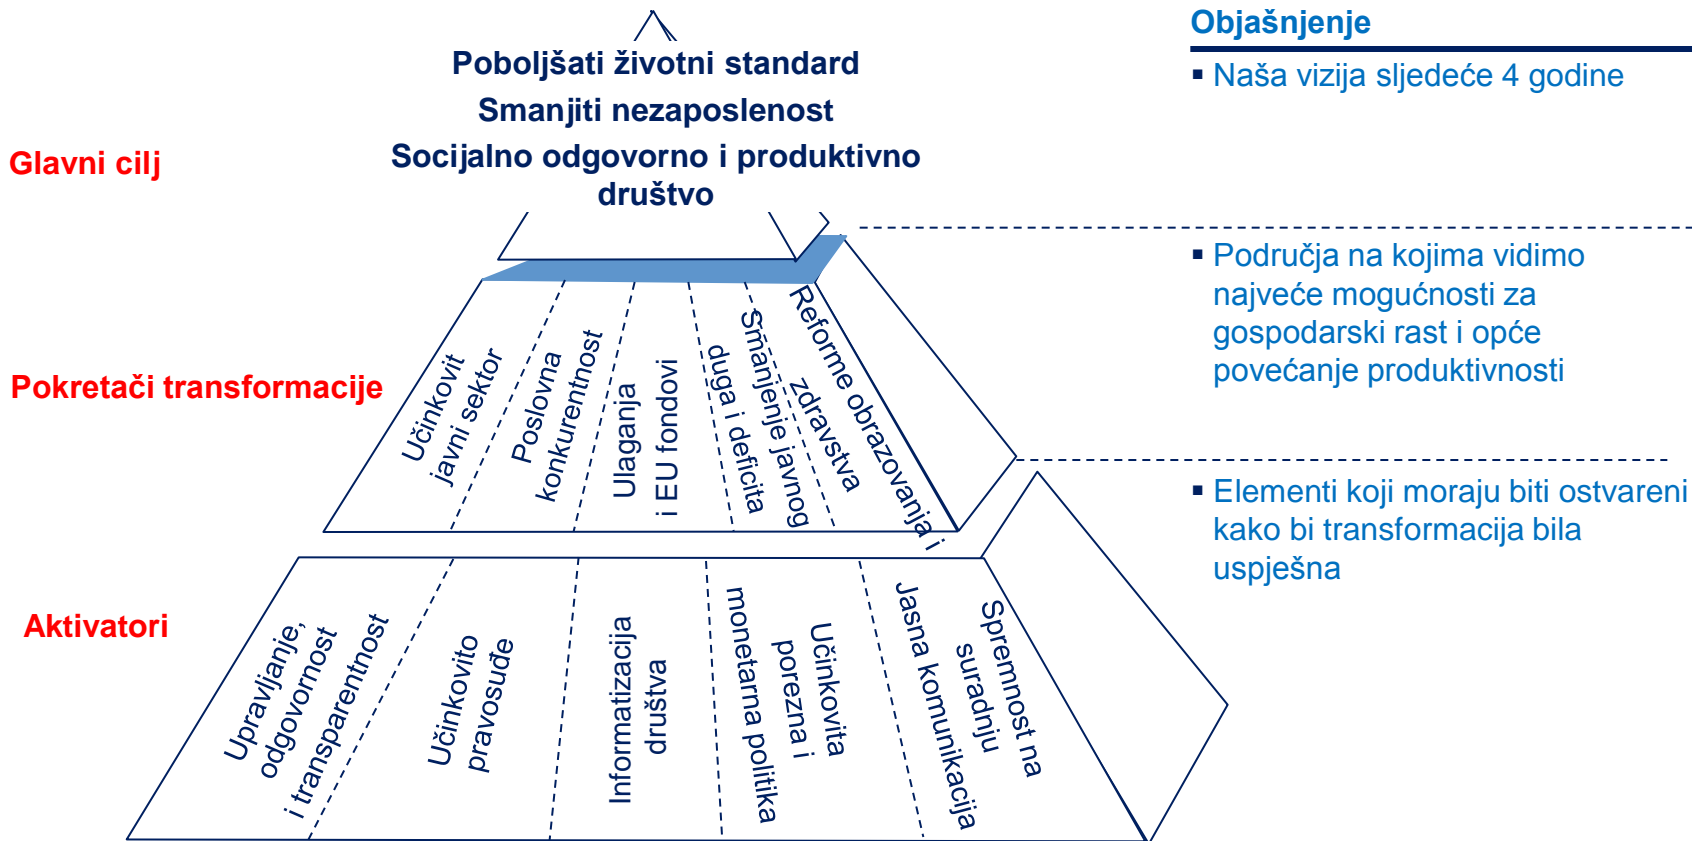 Objašnjenje
Poboljšati životni standard
Smanjiti nezaposlenost
Socijalno odgovorno i produktivno
društvo
▪ Naša vizija sljedeće 4 godine
Glavni cilj
▪ Područja na kojima vidimo
najveće mogućnosti za
gospodarski rast i opće
povećanje produktivnosti
Pokretači transformacije
Učinkovit
javni sektor
Poslovna
konkurentnost
Ulaganja
i EU fondovi
Smanjenje javnog
duga i deficita
Reforme obrazovanja i
zdravstva
▪ Elementi koji moraju biti ostvareni
kako bi transformacija bila
uspješna
Aktivatori
Upravljanje,
odgovornost
i transparentnost
Učinkovito
pravosuđe
Informatizacija
društva
Učinkovita
porezna i
monetarna politika
Spremnost na
suradnju
Jasna komunikacija